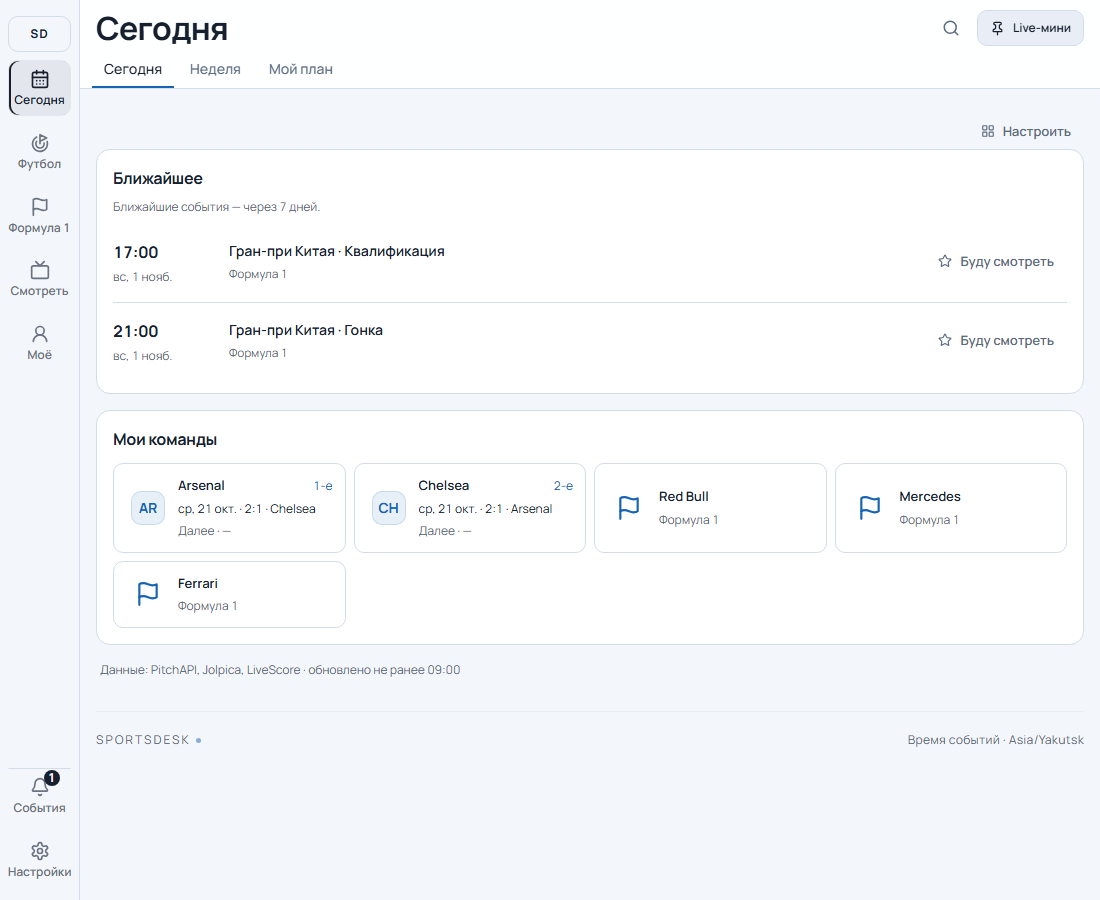 SD
Сегодня
Live-мини
Сегодня
Неделя
Мой план
Сегодня
Футбол
Формула 1
Смотреть
Моё
Настроить
Ближайшее
Ближайшие события — через 7 дней.
17:00
Гран-при Китая · Квалификация
вс, 1 нояб.
Формула 1
Буду смотреть
21:00
Гран-при Китая · Гонка
вс, 1 нояб.
Формула 1
Буду смотреть
Мои команды
AR
Arsenal
1-е
ср, 21 окт. · 2:1 · Chelsea
Далее · —
CH
Chelsea
2-е
ср, 21 окт. · 2:1 · Arsenal
Далее · —
Red Bull
Формула 1
Mercedes
Формула 1
Ferrari
Формула 1
Данные: PitchAPI, Jolpica, LiveScore · обновлено не ранее 09:00
SPORTSDESK
Время событий · Asia/Yakutsk
1
События
Настройки